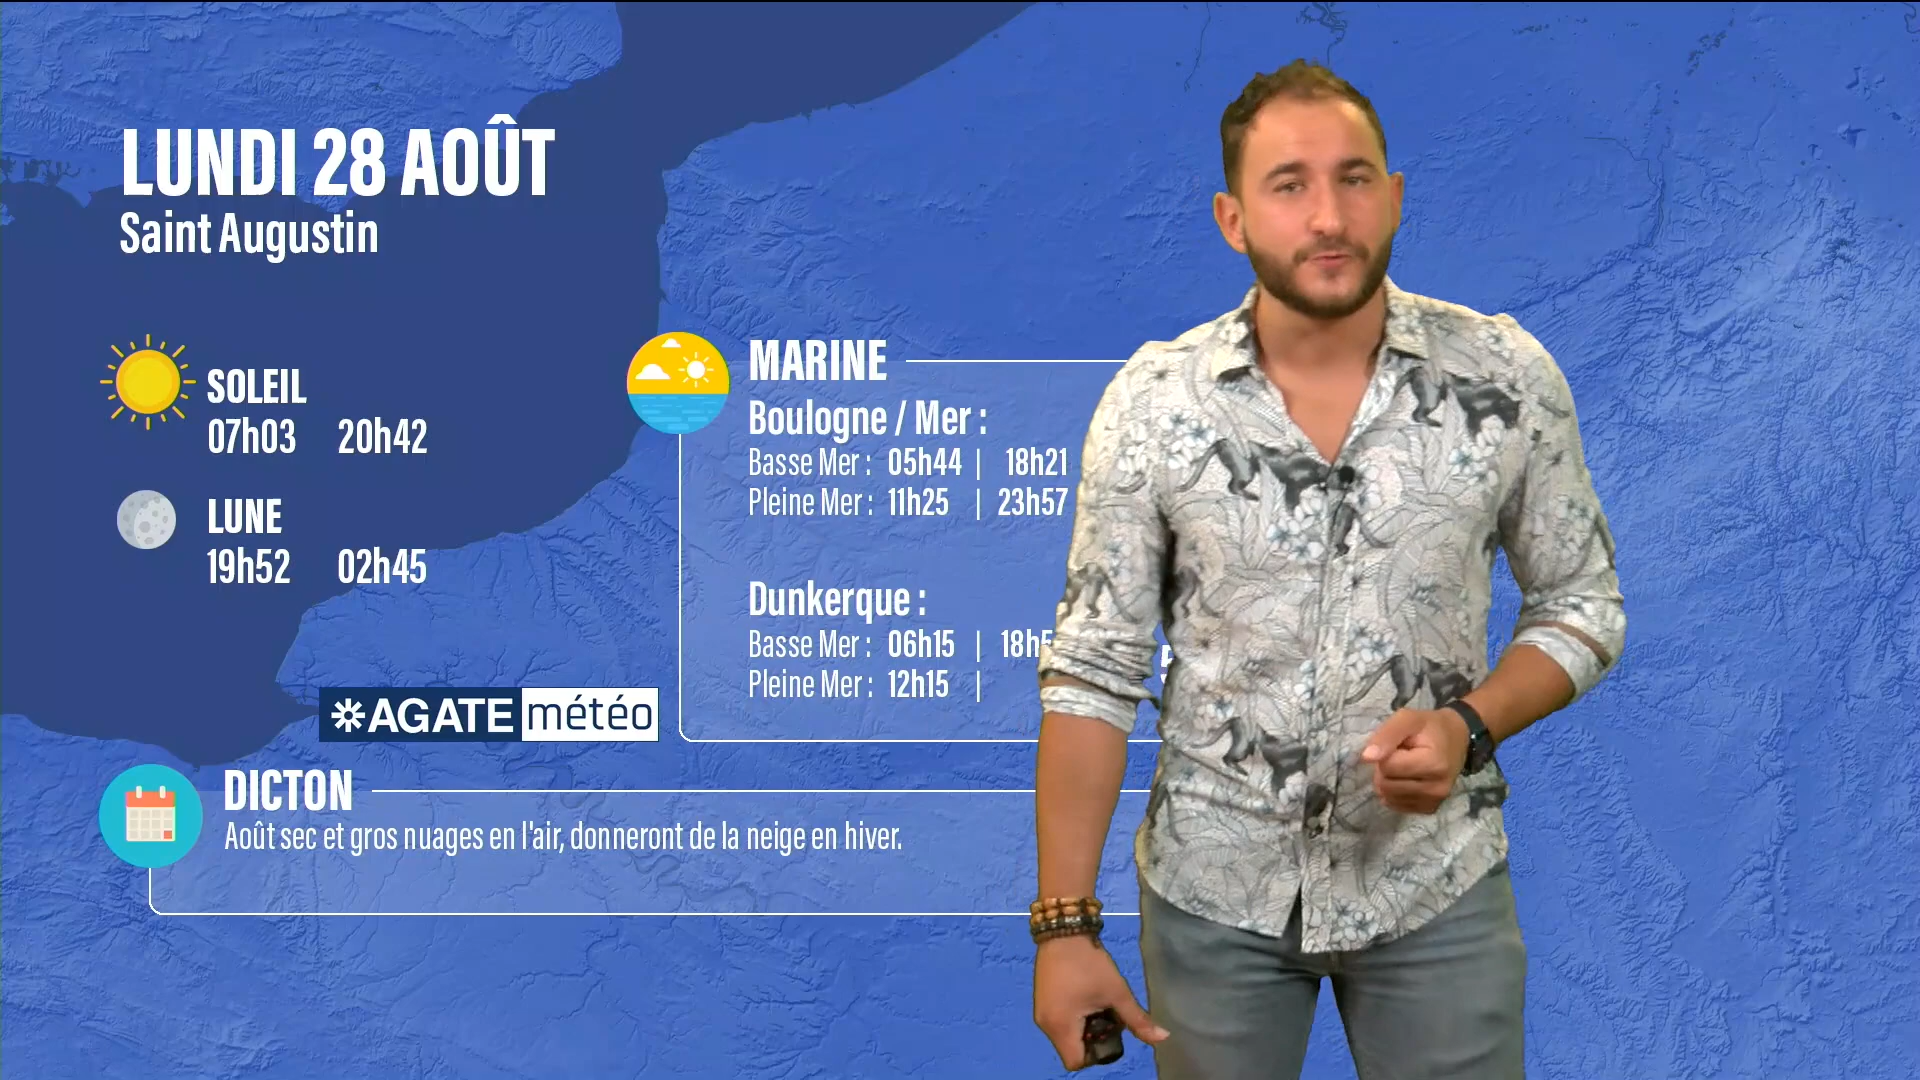 LUNDI 28 AOÛT
Saint Augustin
SOLEIL
07h03 20h42
LUNE
19h52 02h45
MARINE
Boulogne / Mer :
Basse Mer : 05h44 | 18h21
Pleine Mer : 11h25 | 23h57
Dunkerque :
Basse Mer : 06h15 |
Pleine Mer : 12h15 |
AGATE météo
DICTON
Août sec et gros nuages en l'air, donneront de la neige en hiver.